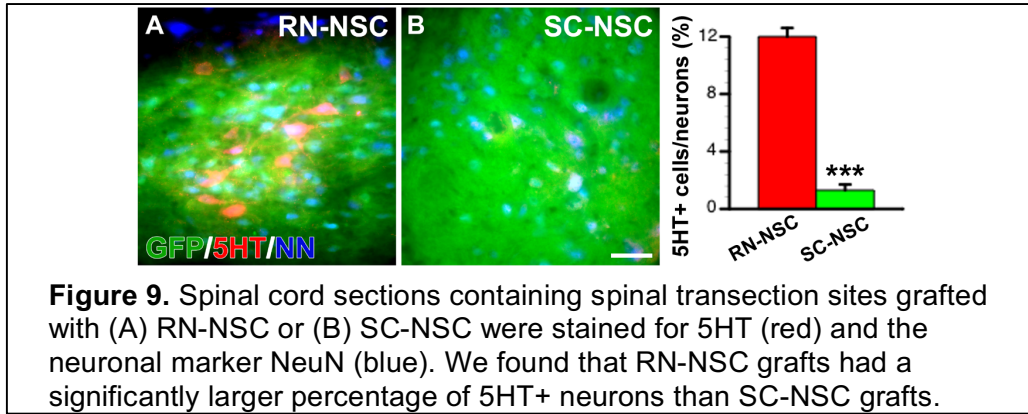 A RN-NSC
B SC-NSC
GFP/5HT/NN
5HT+ cells/neurons (%)
12
8
4
0
***
RN-NSC
SC-NSC
Figure 9. Spinal cord sections containing spinal transection sites grafted
with (A) RN-NSC or (B) SC-NSC were stained for 5HT (red) and the
neuronal marker NeuN (blue). We found that RN-NSC grafts had a
significantly larger percentage of 5HT+ neurons than SC-NSC grafts.